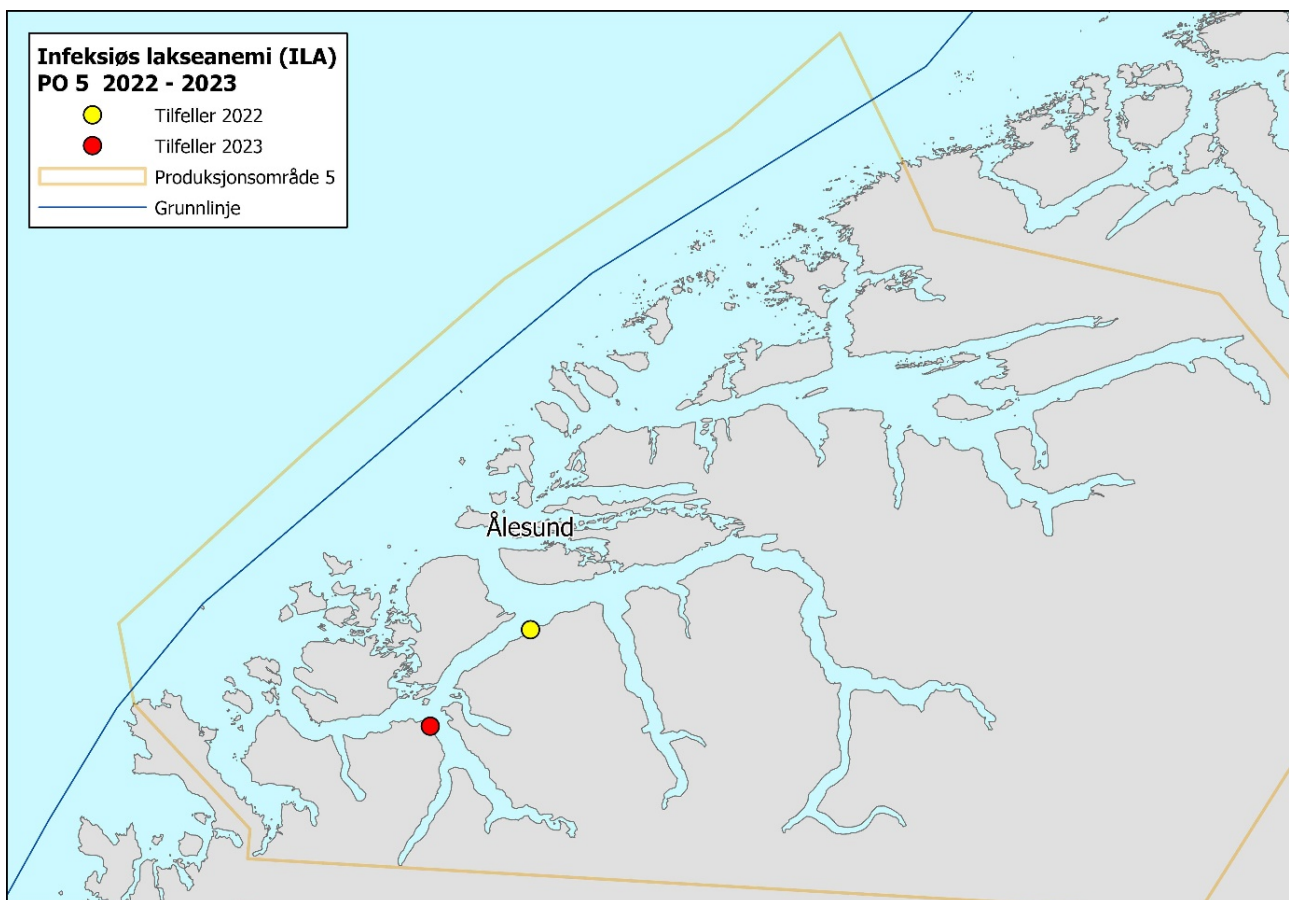 Infeksiøs lakseanemi (ILA)
PO 5 2022 - 2023
Tilfeller 2022
Tilfeller 2023
Produksjonsområde 5
Grunnlinje
Ålesund